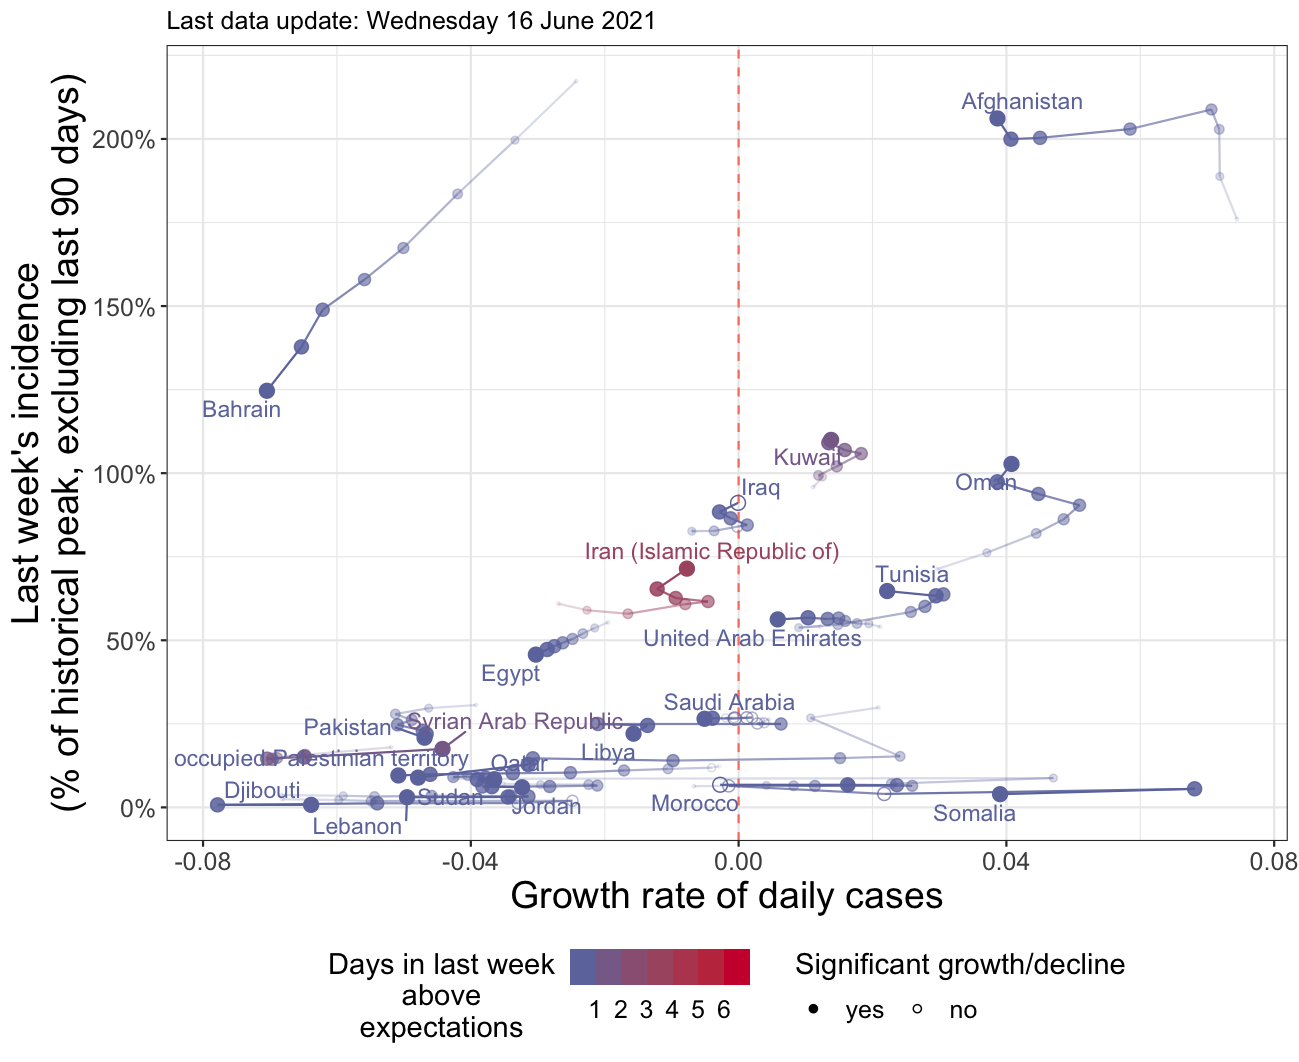 Last data update: Wednesday 16 June 2021
Last week's incidence
(% of historical peak, excluding last 90 days)
200%
150%
100%
50%
0%
Afghanistan
Bahrain
Kuwait
Oman
Iraq
Iran (Islamic Republic of)
Tunisia
United Arab Emirates
Egypt
Saudi Arabia
Syrian Arab Republic
Pakistan
Libya
occupied Palestinian territory
Qatar
Djibouti
Sudan
Jordan
Morocco
Somalia
Lebanon
-0.08
-0.04
0.00
0.04
0.08
Growth rate of daily cases
Days in last week
above
expectations
1 2 3 4 5 6
Significant growth/decline
yes no